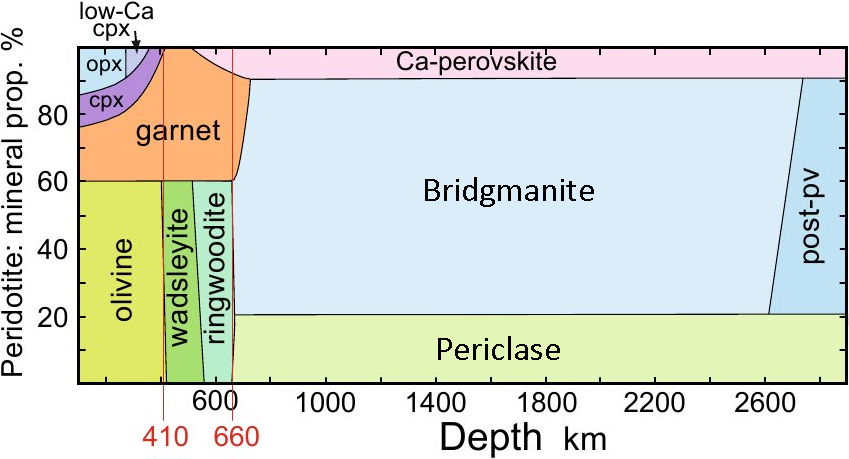 low-Ca
cpx
opx
cpx
garnet
Ca-perovskite
Bridgmanite
post-pv
olivine
wadsleyite
ringwoodite
Periclase
Peridotite: mineral prop. %
80
60
40
20
600 1000 1400 1800 2200 2600
410 660
Depth km